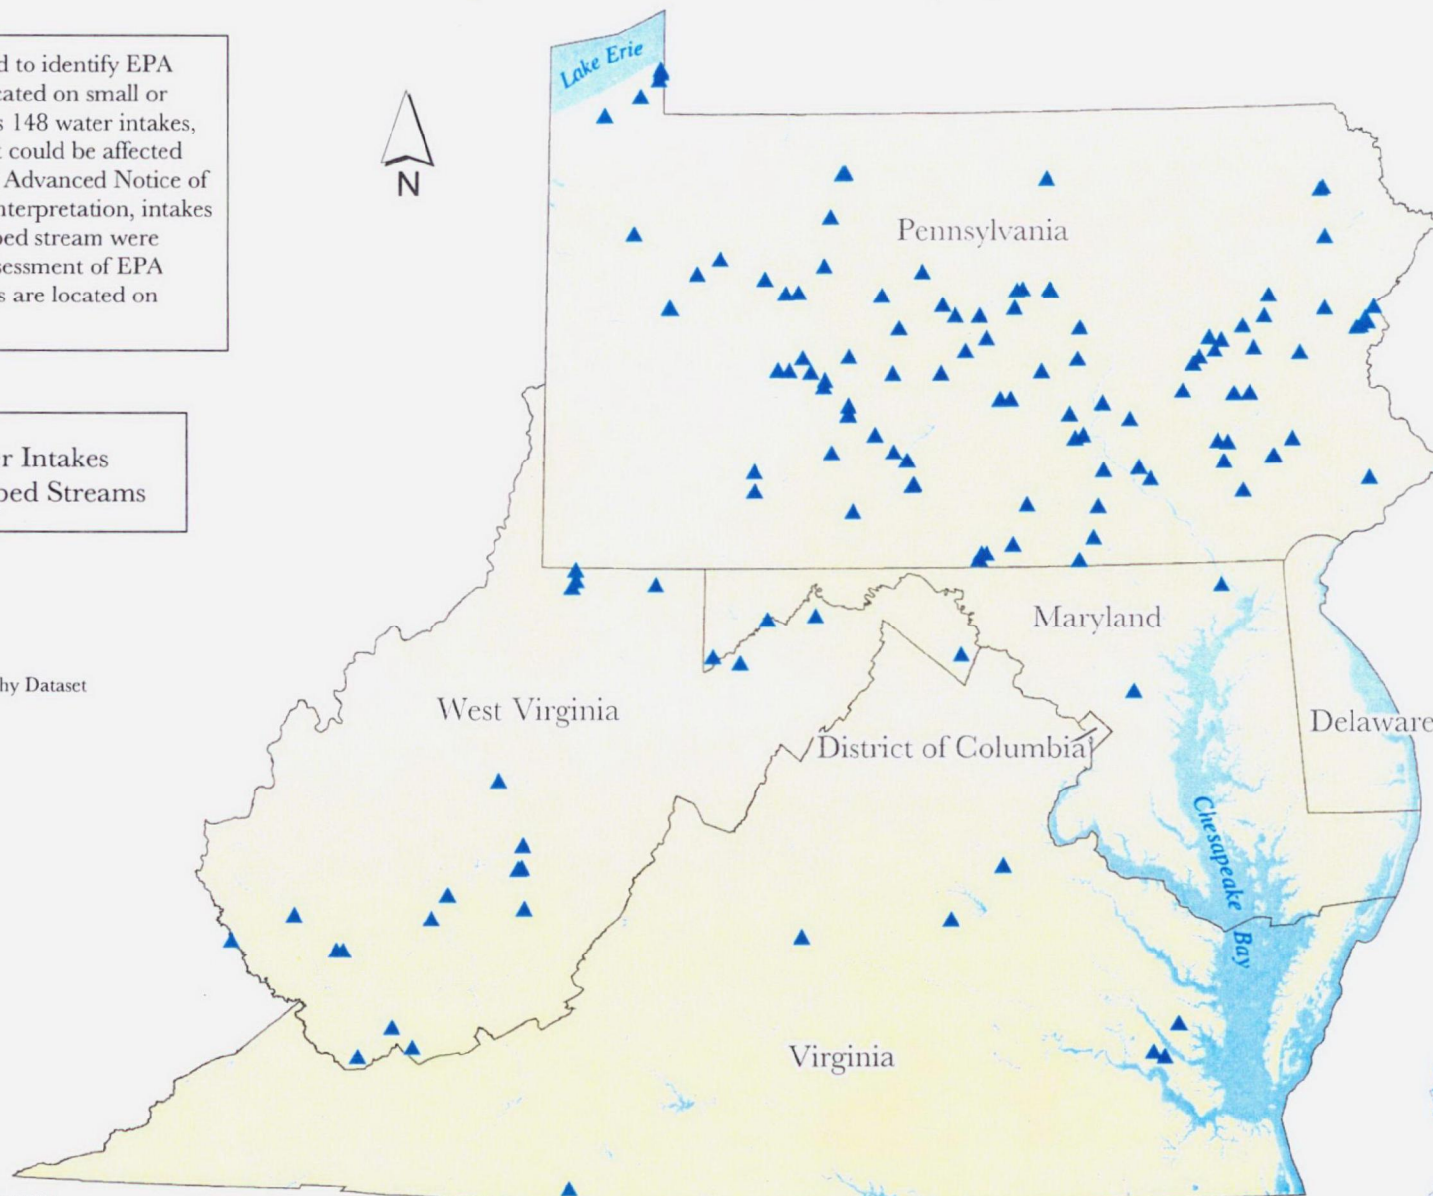 d to identify EPA
cated on small or
s 148 water intakes,
t could be affected
Advanced Notice of
nterpretation, intakes
ped stream were
sessment of EPA
s are located on
r Intakes
ped Streams
hy Dataset
N
Lake Erie
Pennsylvania
Maryland
West Virginia
District of Columbia
Delaware
Chesapeake Bay
Virginia